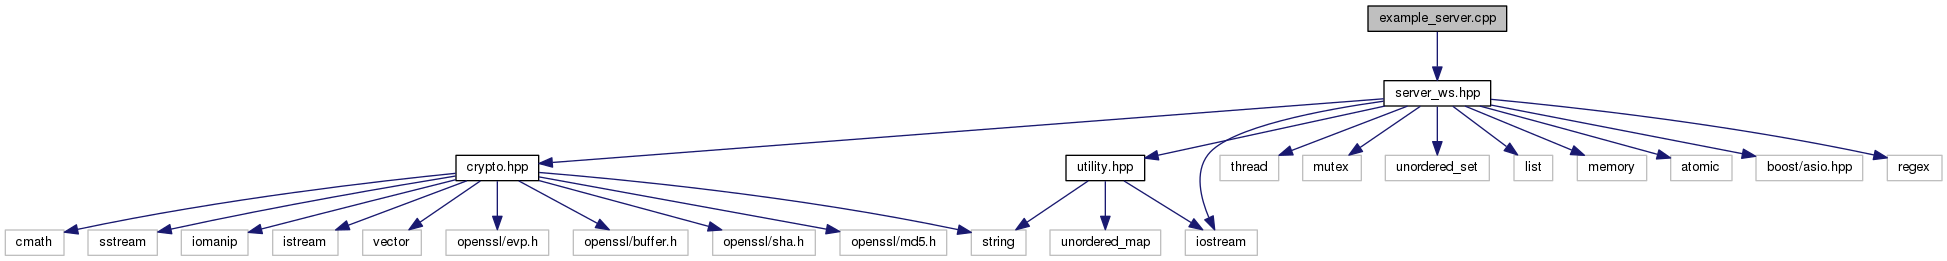 example_server.cpp
server_ws.hpp
crypto.hpp
utility.hpp
thread
mutex
unordered_set
list
memory
atomic
boost/asio.hpp
regex
cmath
sstream
iomanip
istream
vector
openssl/evp.h
openssl/buffer.h
openssl/sha.h
openssl/md5.h
string
unordered_map
iostream